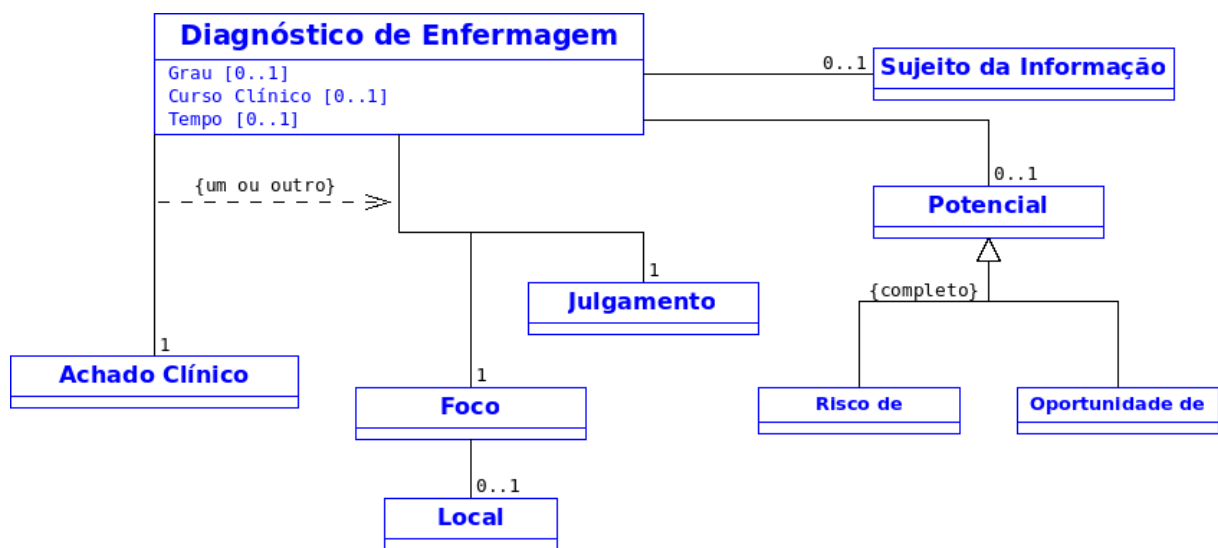 Diagnóstico de Enfermagem
Grau [0..1]
Curso Clínico [0..1]
Tempo [0..1]
0..1
Sujeito da Informação
{um ou outro}
0..1
Potencial
1
Julgamento
{completo}
1
Achado Clínico
1
Foco
Risco de
Oportunidade de
0..1
Local